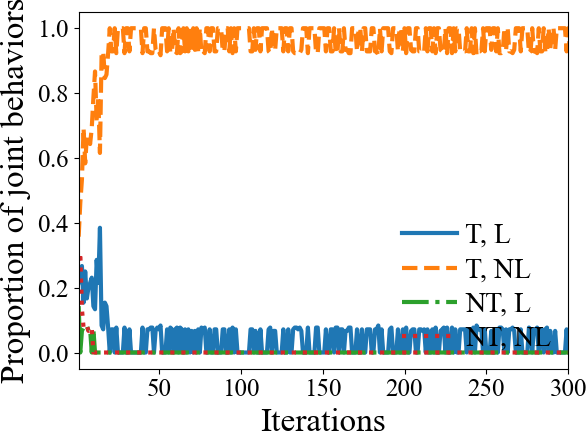 Proportion of joint behaviors
1.0
0.8
0.6
0.4
0.2
0.0
T, L
T, NL
NT, L
NT, NL
50 100 150 200 250 300
Iterations